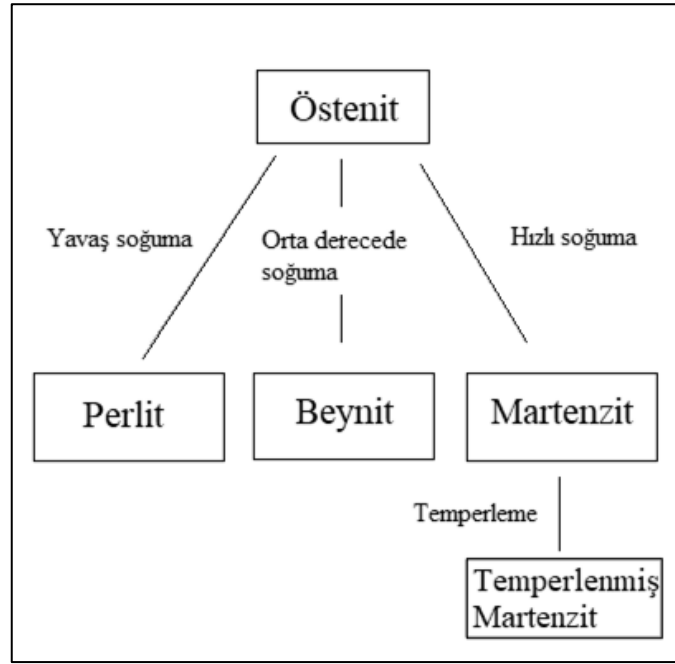 Östenit
Yavaş soğuma
Orta derecede
soğuma
Hızlı soğuma
Perlit
Beynit
Martenzit
Temperleme
Temperlenmiş
Martenzit